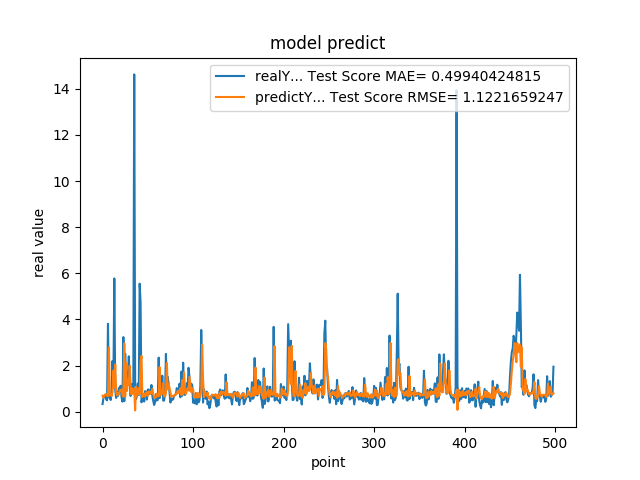 model predict
realY... Test Score MAE= 0.49940424815
predictY... Test Score RMSE= 1.1221659247
14
12
10
8
6
4
2
0
real value
0 100 200 300 400 500
point